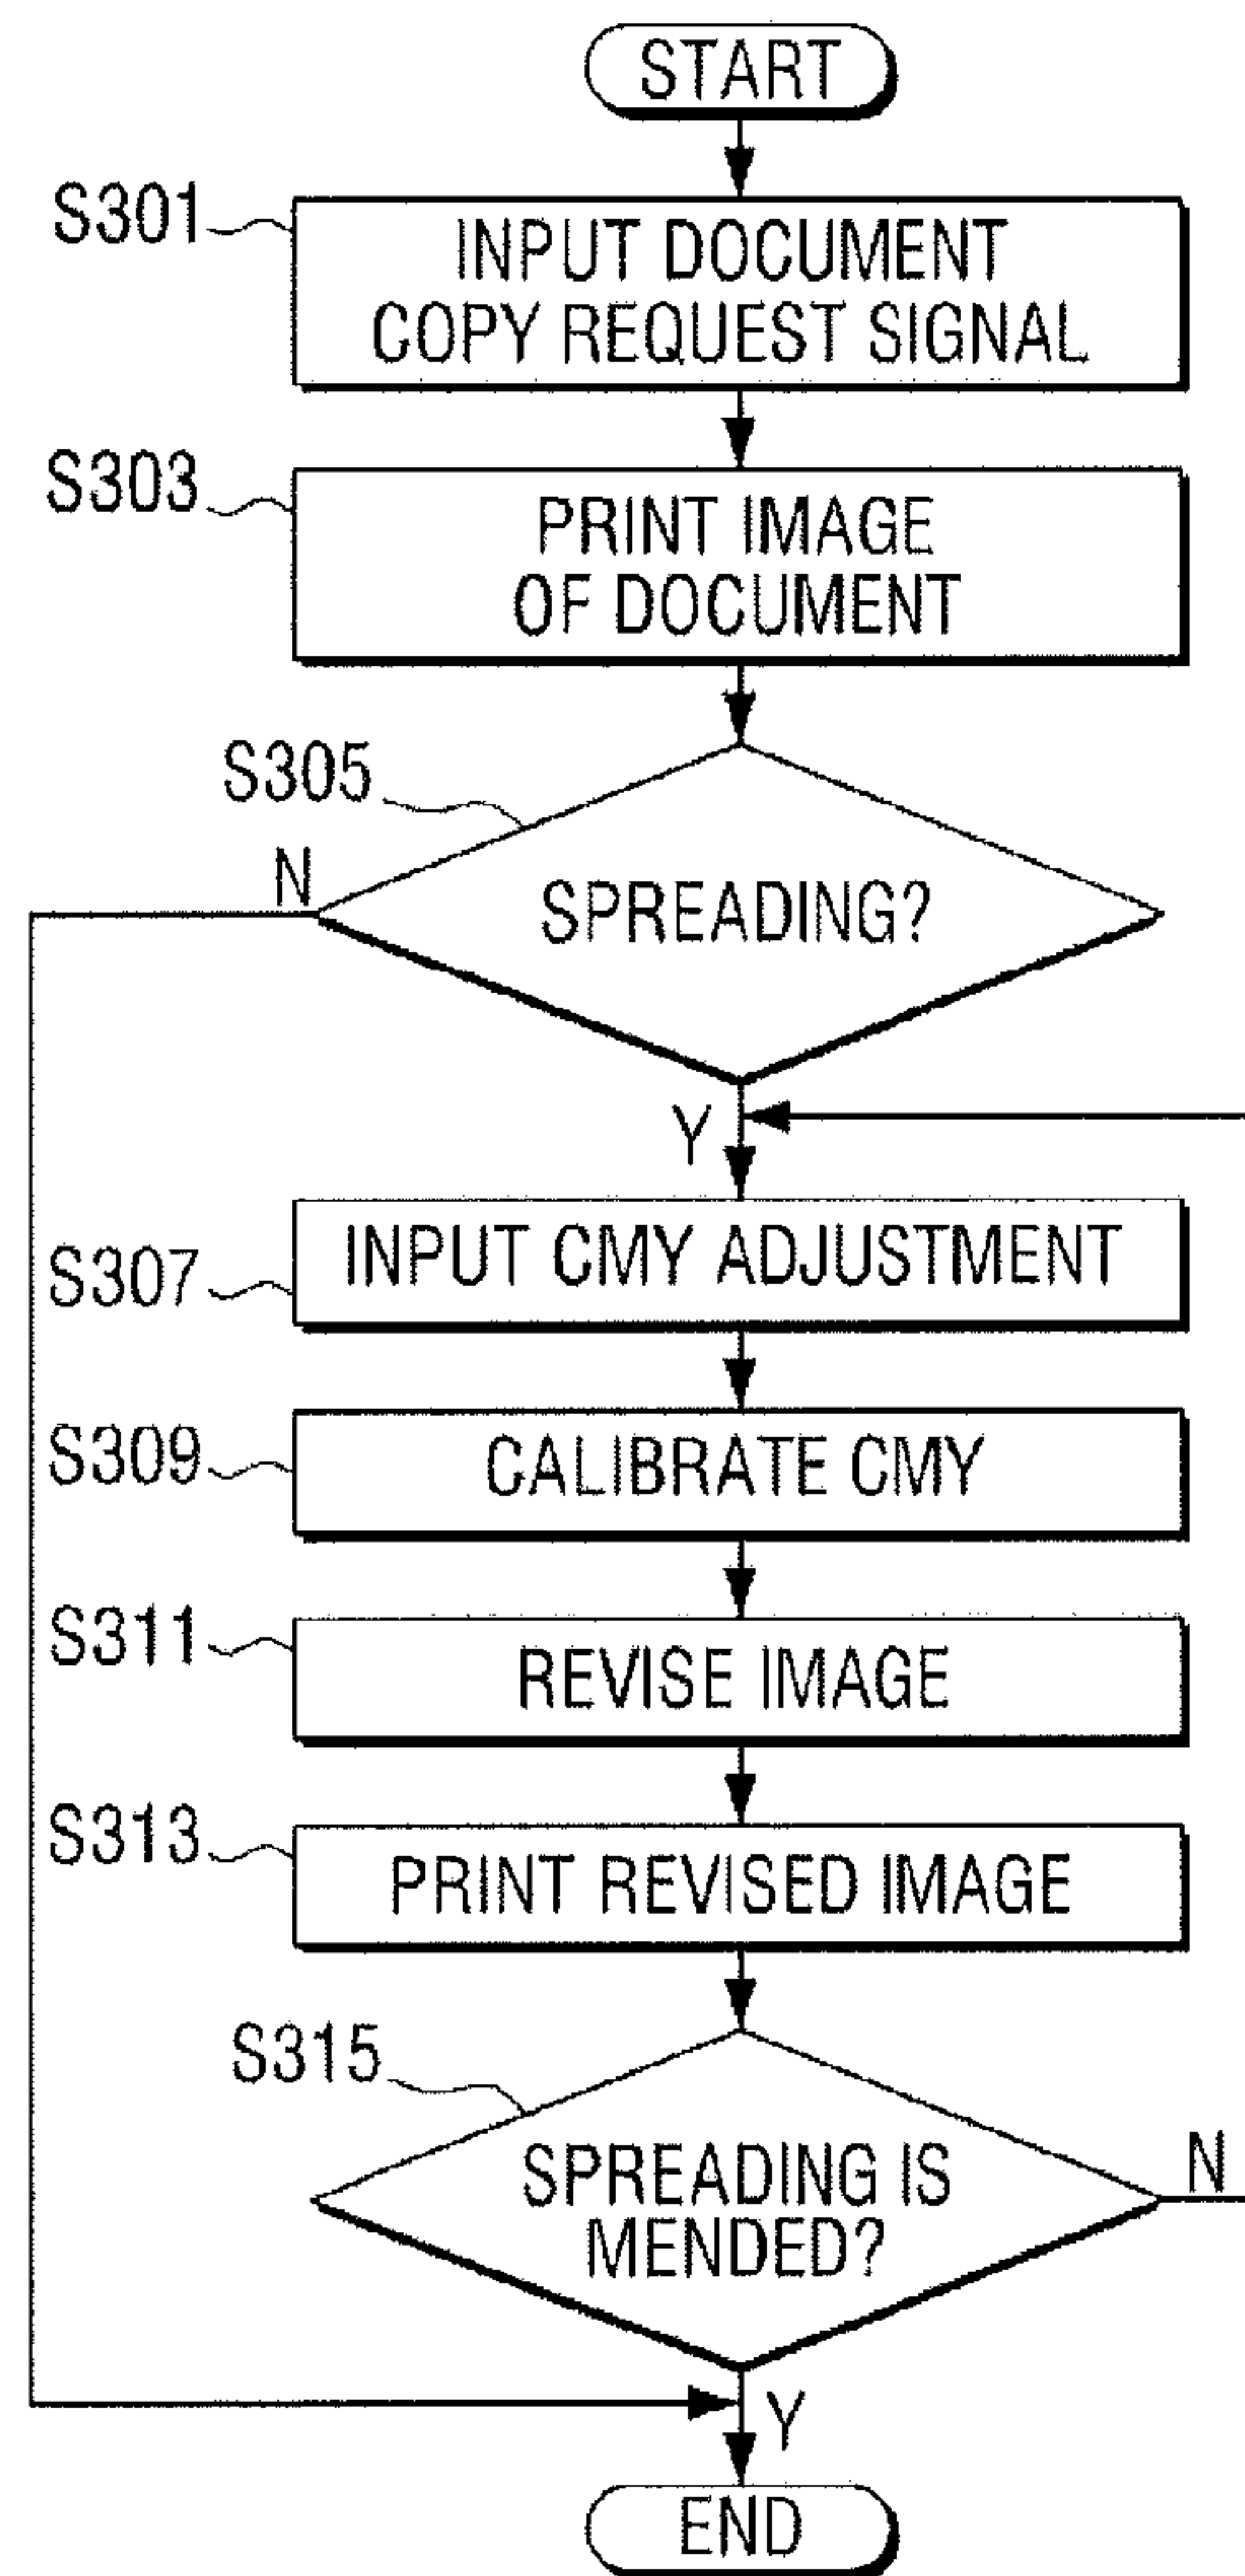 START
S301
INPUT DOCUMENT
COPY REQUEST SIGNAL
S303
PRINT IMAGE
OF DOCUMENT
S305
N
SPREADING?
Y
S307
INPUT CMY ADJUSTMENT
S309
CALIBRATE CMY
S311
REVISE IMAGE
S313
PRINT REVISED IMAGE
S315
SPREADING IS
MENDED?
N
Y
END